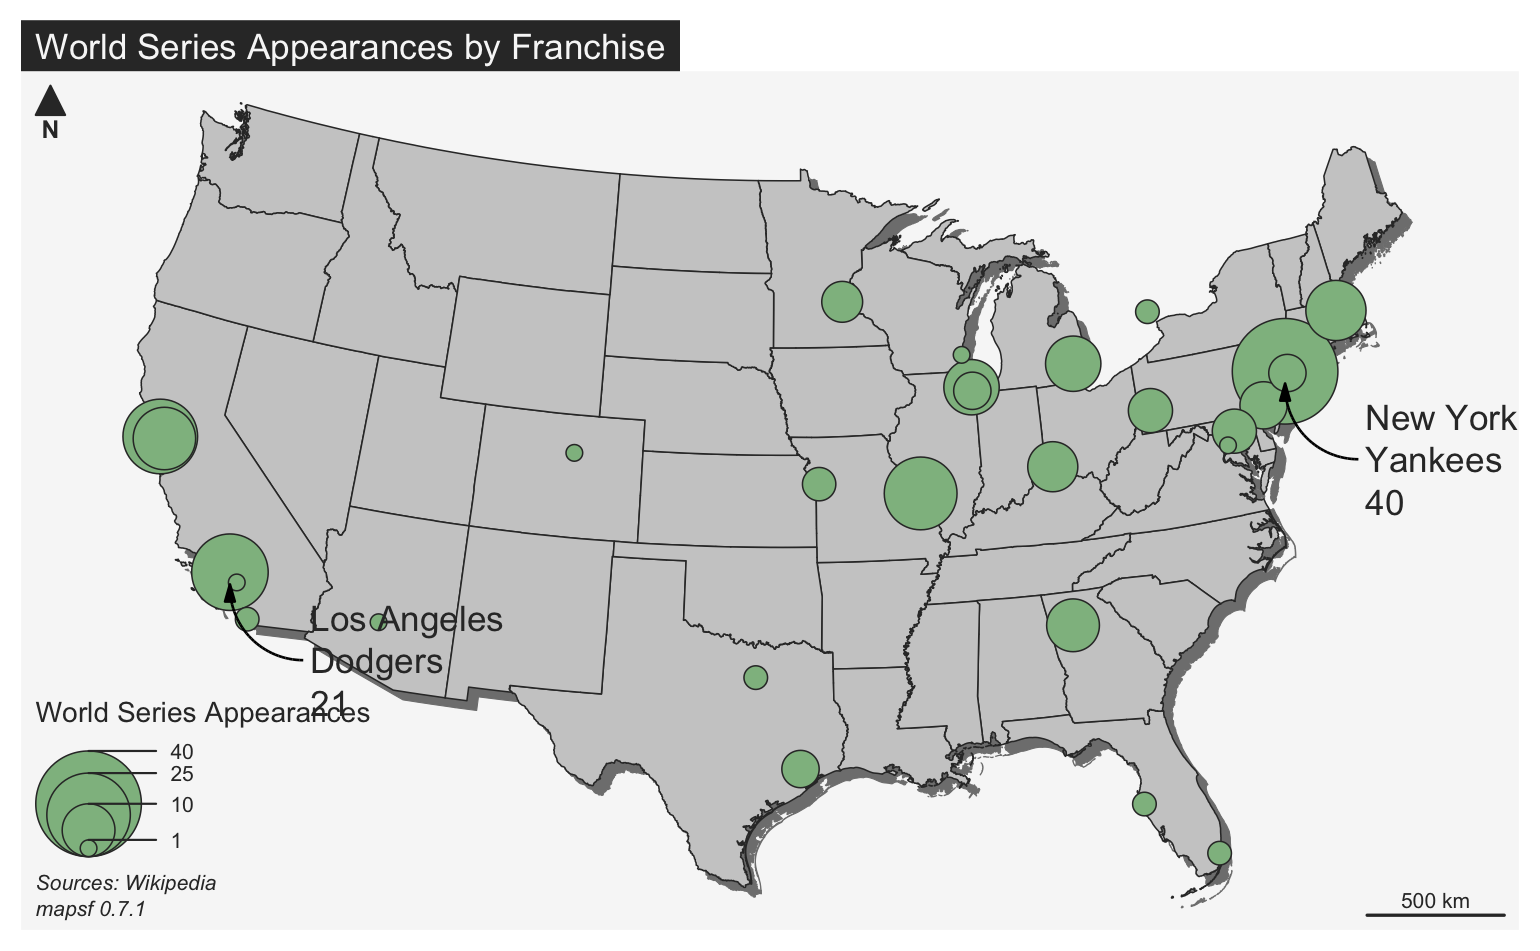 World Series Appearances by Franchise
N
New York
Yankees
40
Los Angeles
Dodgers
21
World Series Appearances
40
25
10
1
Sources: Wikipedia
mapsf 0.7.1
500 km